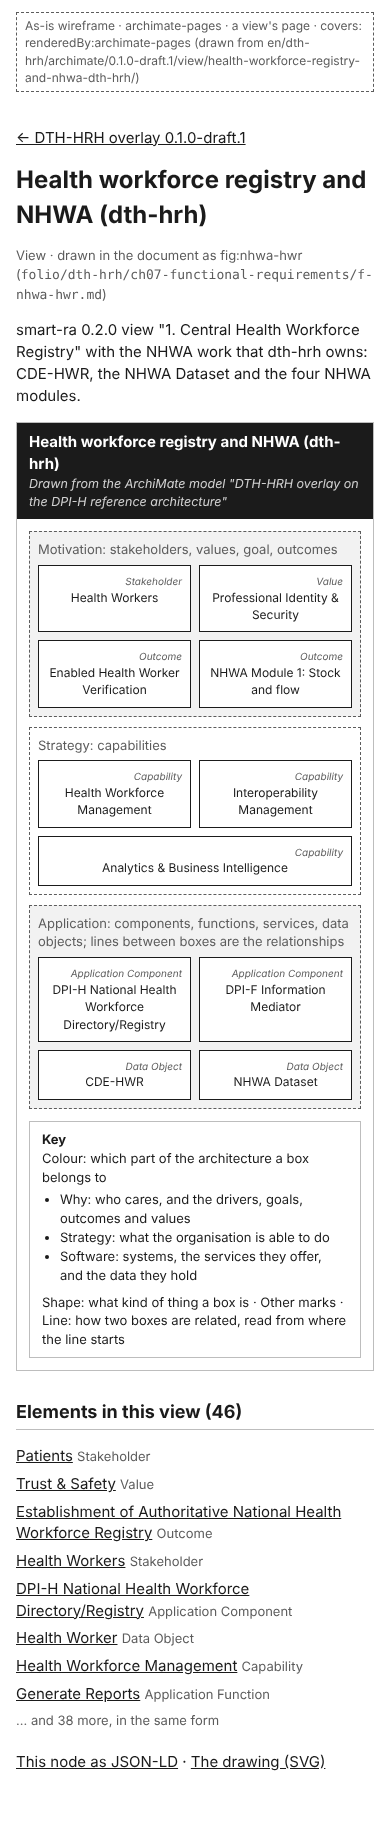 As-is wireframe · archimate-pages · a view's page · covers:
renderedBy:archimate-pages (drawn from en/dth-
hrh/archimate/0.1.0-draft.1/view/health-workforce-registry-
and-nhwa-dth-hrh/)
← DTH-HRH overlay 0.1.0-draft.1
Health workforce registry and
NHWA (dth-hrh)
View · drawn in the document as fig:nhwa-hwr
(folio/dth-hrh/ch07-functional-requirements/f-
nhwa-hwr.md)
smart-ra 0.2.0 view "1. Central Health Workforce
Registry" with the NHWA work that dth-hrh owns:
CDE-HWR, the NHWA Dataset and the four NHWA
modules.
Health workforce registry and NHWA (dth-
hrh)
Drawn from the ArchiMate model "DTH-HRH overlay on
the DPI-H reference architecture"
Motivation: stakeholders, values, goal, outcomes
Stakeholder
Health Workers
Value
Professional Identity &
Security
Outcome
Enabled Health Worker
Verification
Outcome
NHWA Module 1: Stock
and flow
Strategy: capabilities
Capability
Health Workforce
Management
Capability
Interoperability
Management
Capability
Analytics & Business Intelligence
Application: components, functions, services, data
objects; lines between boxes are the relationships
Application Component
DPI-H National Health
Workforce
Directory/Registry
Application Component
DPI-F Information
Mediator
Data Object
CDE-HWR
Data Object
NHWA Dataset
Key
Colour: which part of the architecture a box
belongs to
• Why: who cares, and the drivers, goals,
outcomes and values
• Strategy: what the organisation is able to do
• Software: systems, the services they offer,
and the data they hold
Shape: what kind of thing a box is · Other marks ·
Line: how two boxes are related, read from where
the line starts
Elements in this view (46)
Patients Stakeholder
Trust & Safety Value
Establishment of Authoritative National Health
Workforce Registry Outcome
Health Workers Stakeholder
DPI-H National Health Workforce
Directory/Registry Application Component
Health Worker Data Object
Health Workforce Management Capability
Generate Reports Application Function
... and 38 more, in the same form
This node as JSON-LD · The drawing (SVG)